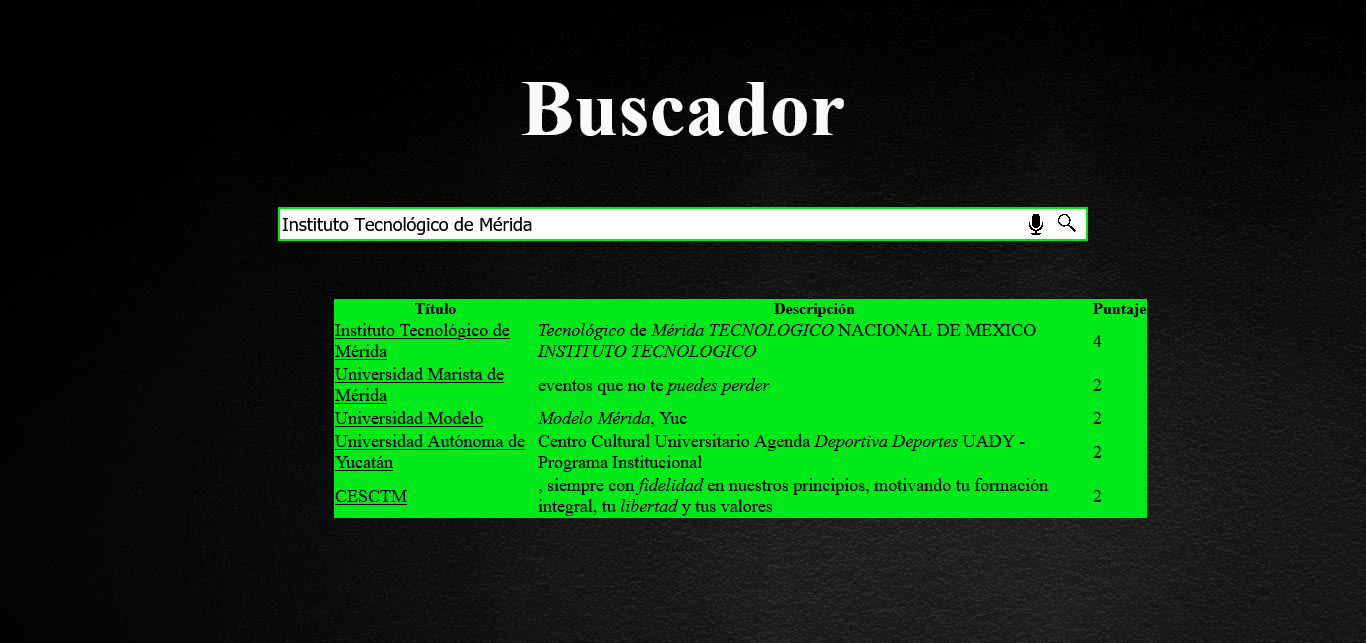 Buscador
Instituto Tecnológico de Mérida
Título Descripción Puntaje
Instituto Tecnológico de Mérida
Tecnológico de Mérida TECNOLOGICO NACIONAL DE MEXICO
INSTITUTO TECNOLOGICO
4
Universidad Marista de Mérida
eventos que no te puedes perder
2
Universidad Modelo
Modelo Mérida, Yuc
2
Universidad Autónoma de Yucatán
Centro Cultural Universitario Agenda Deportiva Deportes UADY -
Programa Institucional
2
CESCTM
, siempre con fidelidad en nuestros principios, motivando tu formación
integral, tu libertad y tus valores
2